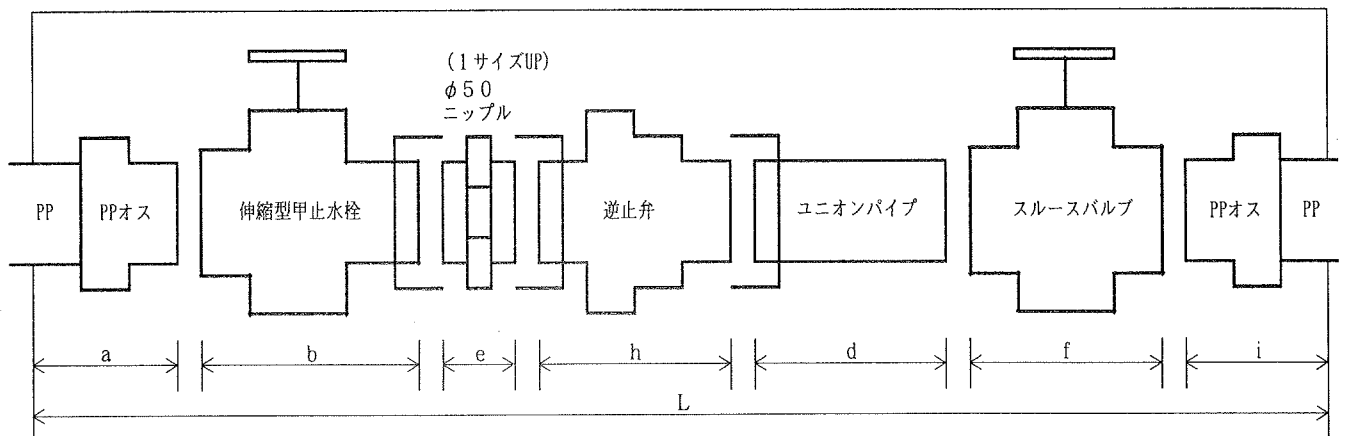 (1サイズUP)
φ50
ニップル
PP
PPオス
伸縮型甲止水栓
逆止弁
ユニオンパイプ
スルースバルブ
PPオス
PP
a
b
e
h
d
f
i
L